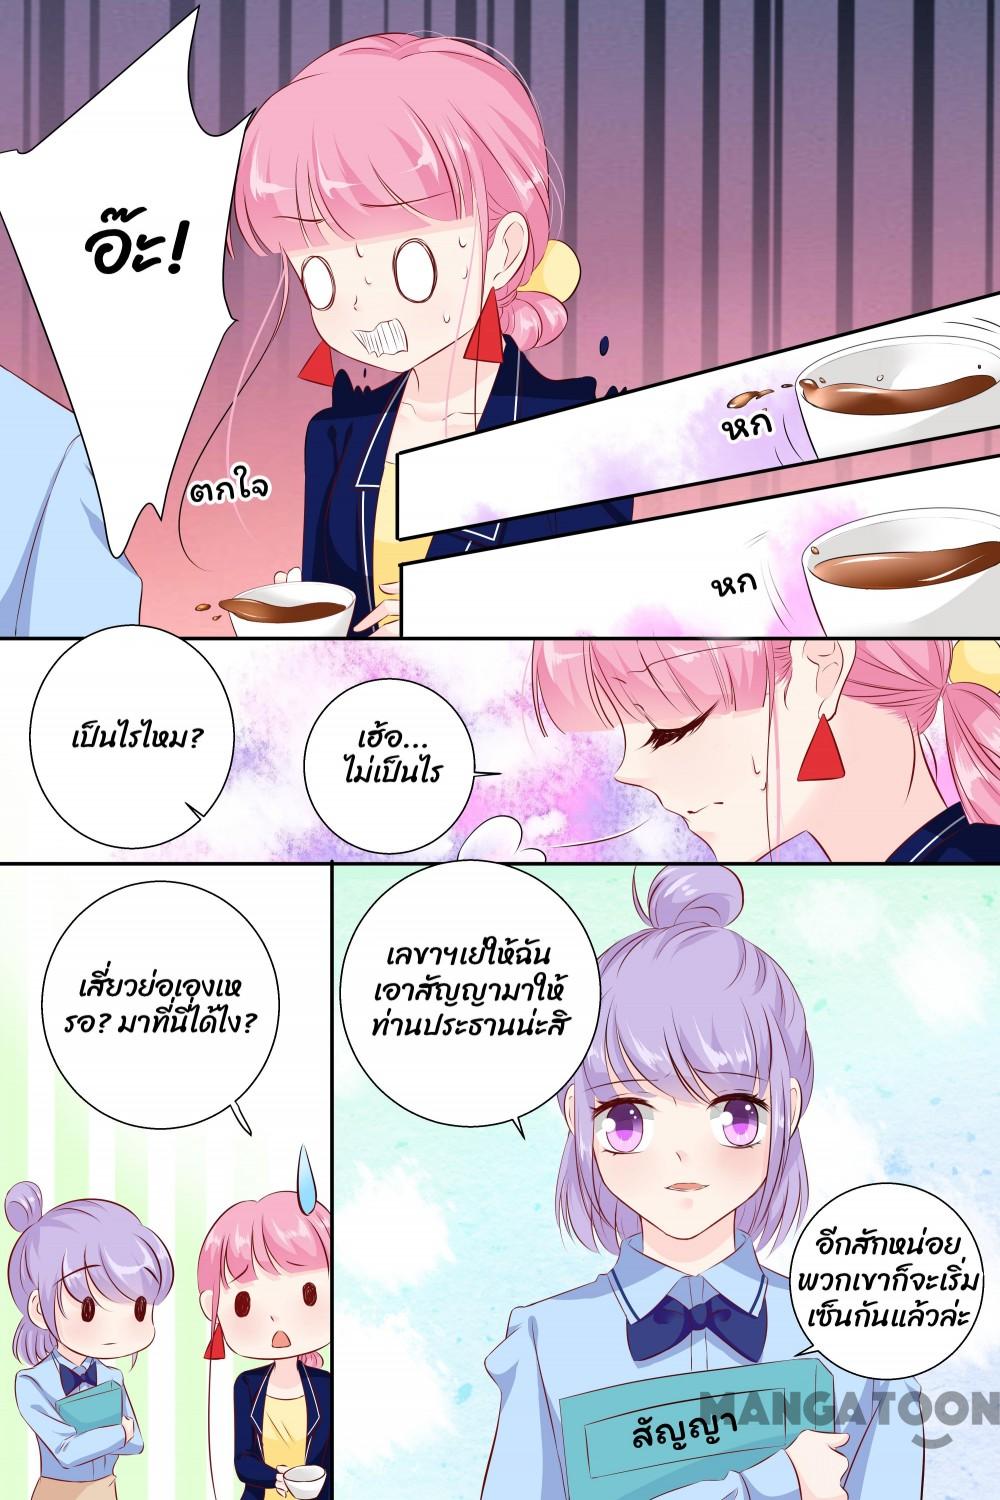 อ๊ะ!
ตกใจ
หก
หก
เป็นไรไหม?
เฮ้อ...
ไม่เป็นไร
เสี่ยวย่อเองเห
รอ? มาที่นี่ได้ไง?
เลขาฯเย่ให้ฉัน
เอาสัญญามาให้
ท่านประธานน่ะสิ
อีกสักหน่อย
พวกเขาก็จะเริ่ม
เซ็นกันแล้วล่ะ
สัญญา
MANGATOON